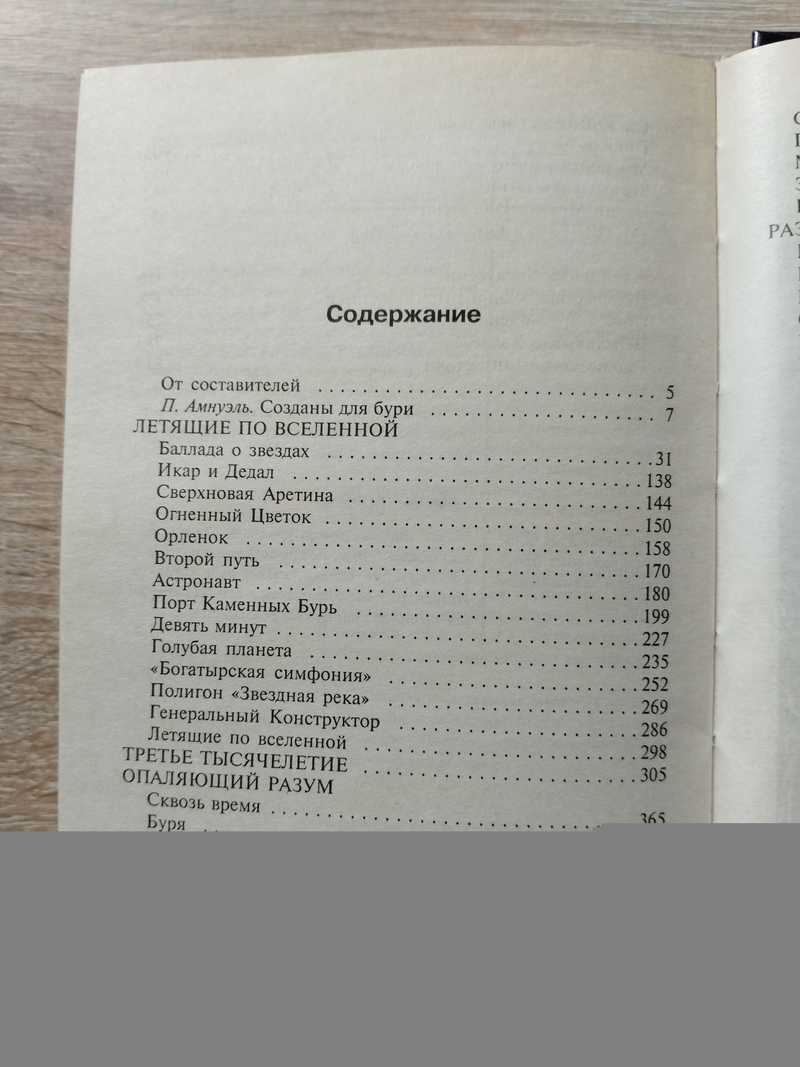 Содержание
От составителей 5
П. Амнуэль. Созданы для бури 7
ЛЕТЯЩИЕ ПО ВСЕЛЕННОЙ
Баллада о звездах 31
Икар и Дедал 138
Сверхновая Аретина 144
Огненный Цветок 150
Орленок 158
Второй путь 170
Астронавт 180
Порт Каменных Бурь 199
Девять минут 227
Голубая планета 235
«Богатырская симфония» 252
Полигон «Звездная река» 269
Генеральный Конструктор 286
Летящие по вселенной 298
ТРЕТЬЕ ТЫСЯЧЕЛЕТИЕ 305
ОПАЛЯЮЩИЙ РАЗУМ
Сквозь время 365
Буря